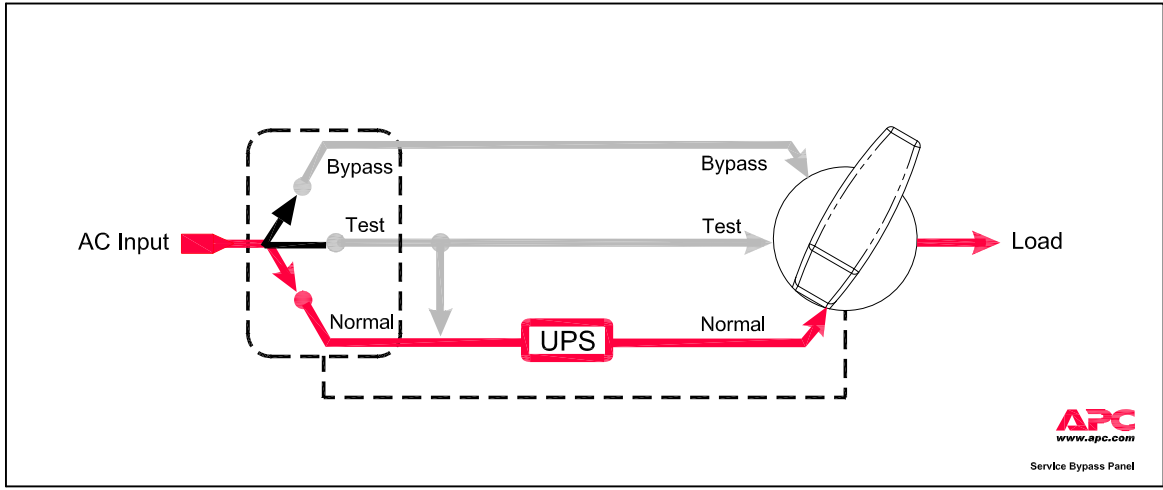 Bypass
Bypass
Test
Test
AC Input
Load
Normal
Normal
UPS
APC
www.apc.com
Service Bypass Panel